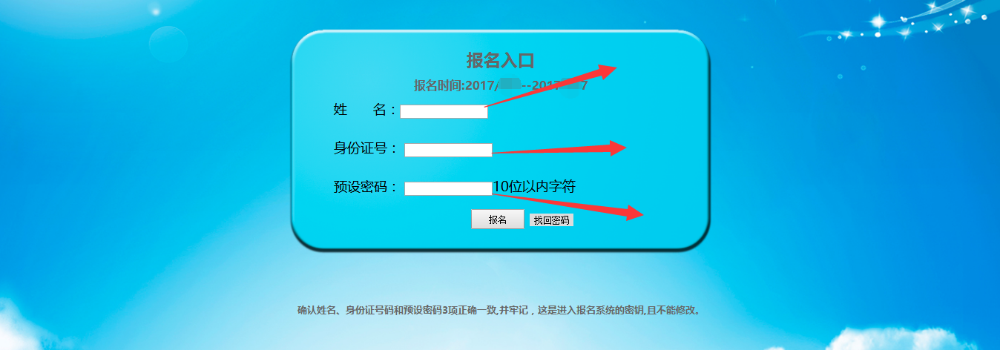 报名入口
报名时间:2017/ --2017 7
姓 名：
身份证号：
预设密码： 10位以内字符
报名 找回密码
确认姓名、身份证号码和预设密码3项正确一致,并牢记，这是进入报名系统的密钥,且不能修改。